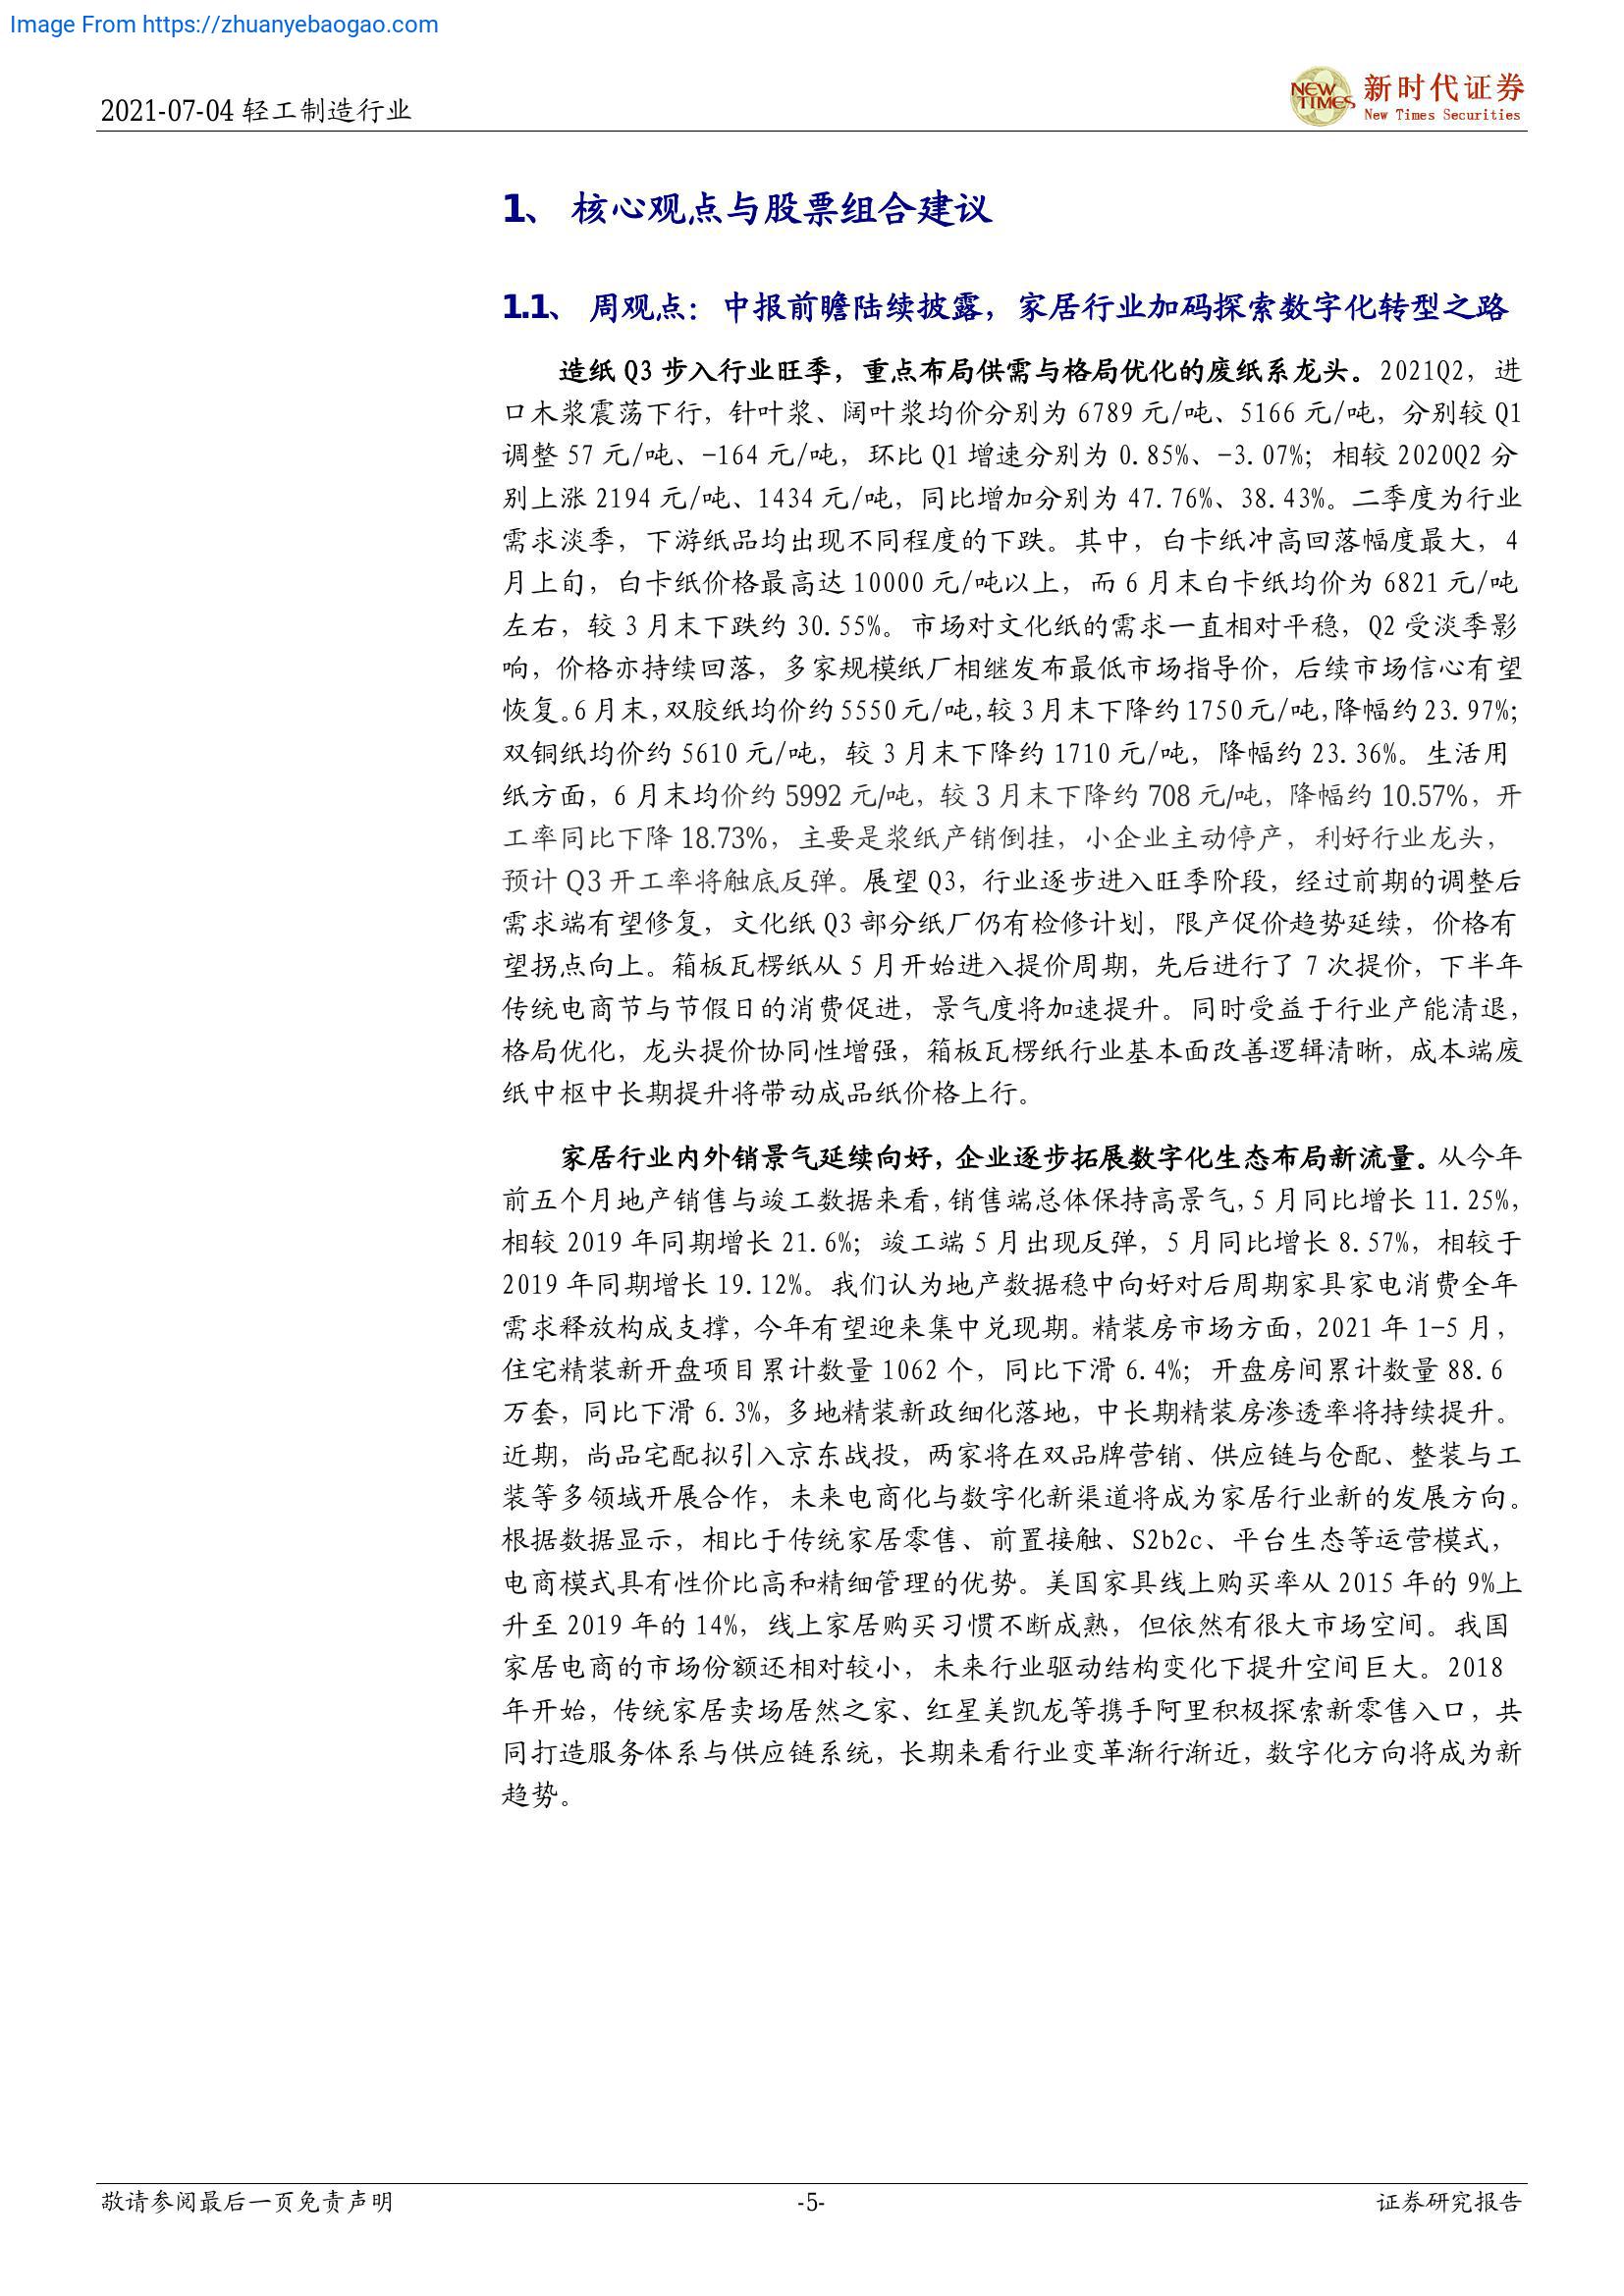 Image From https://zhuanyebaogao.com
2021-07-04 轻工制造行业
NEW TIMES
新时代证券
New Times Securities
1、 核心观点与股票组合建议
1.1、 周观点：中报前瞻陆续披露，家居行业加码探索数字化转型之路
造纸 Q3 步入行业旺季，重点布局供需与格局优化的废纸系龙头。2021Q2，进
口木浆震荡下行，针叶浆、阔叶浆均价分别为 6789 元/吨、5166 元/吨，分别较 Q1
调整 57 元/吨、-164 元/吨，环比 Q1 增速分别为 0.85%、-3.07%；相较 2020Q2 分
别上涨 2194 元/吨、1434 元/吨，同比增加分别为 47.76%、38.43%。二季度为行业
需求淡季，下游纸品均出现不同程度的下跌。其中，白卡纸冲高回落幅度最大，4
月上旬，白卡纸价格最高达 10000 元/吨以上，而 6 月末白卡纸均价为 6821 元/吨
左右，较 3 月末下跌约 30.55%。市场对文化纸的需求一直相对平稳，Q2 受淡季影
响，价格亦持续回落，多家规模纸厂相继发布最低市场指导价，后续市场信心有望
恢复。6 月末，双胶纸均价约 5550 元/吨，较 3 月末下降约 1750 元/吨，降幅约 23.97%；
双铜纸均价约 5610 元/吨，较 3 月末下降约 1710 元/吨，降幅约 23.36%。生活用
纸方面，6 月末均价约 5992 元/吨，较 3 月末下降约 708 元/吨，降幅约 10.57%，开
工率同比下降 18.73%，主要是浆纸产销倒挂，小企业主动停产，利好行业龙头，
预计 Q3 开工率将触底反弹。展望 Q3，行业逐步进入旺季阶段，经过前期的调整后
需求端有望修复，文化纸 Q3 部分纸厂仍有检修计划，限产促价趋势延续，价格有
望拐点向上。箱板瓦楞纸从 5 月开始进入提价周期，先后进行了 7 次提价，下半年
传统电商节与节假日的消费促进，景气度将加速提升。同时受益于行业产能清退，
格局优化，龙头提价协同性增强，箱板瓦楞纸行业基本面改善逻辑清晰，成本端废
纸中枢中长期提升将带动成品纸价格上行。
家居行业内外销景气延续向好，企业逐步拓展数字化生态布局新流量。从今年
前五个月地产销售与竣工数据来看，销售端总体保持高景气，5 月同比增长 11.25%，
相较 2019 年同期增长 21.6%；竣工端 5 月出现反弹，5 月同比增长 8.57%，相较于
2019 年同期增长 19.12%。我们认为地产数据稳中向好对后周期家具家电消费全年
需求释放构成支撑，今年有望迎来集中兑现期。精装房市场方面，2021 年 1-5 月，
住宅精装新开盘项目累计数量 1062 个，同比下滑 6.4%；开盘房间累计数量 88.6
万套，同比下滑 6.3%，多地精装新政细化落地，中长期精装房渗透率将持续提升。
近期，尚品宅配拟引入京东战投，两家将在双品牌营销、供应链与仓配、整装与工
装等多领域开展合作，未来电商化与数字化新渠道将成为家居行业新的发展方向。
根据数据显示，相比于传统家居零售、前置接触、S2b2c、平台生态等运营模式，
电商模式具有性价比高和精细管理的优势。美国家具线上购买率从 2015 年的 9%上
升至 2019 年的 14%，线上家居购买习惯不断成熟，但依然有很大市场空间。我国
家居电商的市场份额还相对较小，未来行业驱动结构变化下提升空间巨大。2018
年开始，传统家居卖场居然之家、红星美凯龙等携手阿里积极探索新零售入口，共
同打造服务体系与供应链系统，长期来看行业变革渐行渐近，数字化方向将成为新
趋势。
敬请参阅最后一页免责声明
-5-
证券研究报告